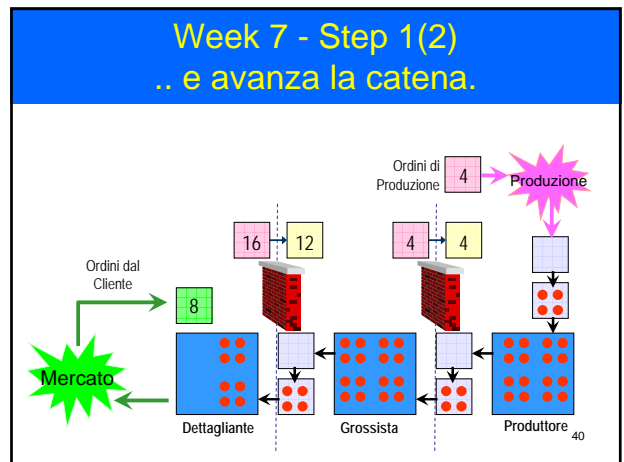 Week 7 - Step 1(2)
.. e avanza la catena.
Ordini di
Produzione
4
Produzione
16
12
4
4
Ordini dal
Cliente
8
Mercato
Dettagliante
Grossista
Produttore
40